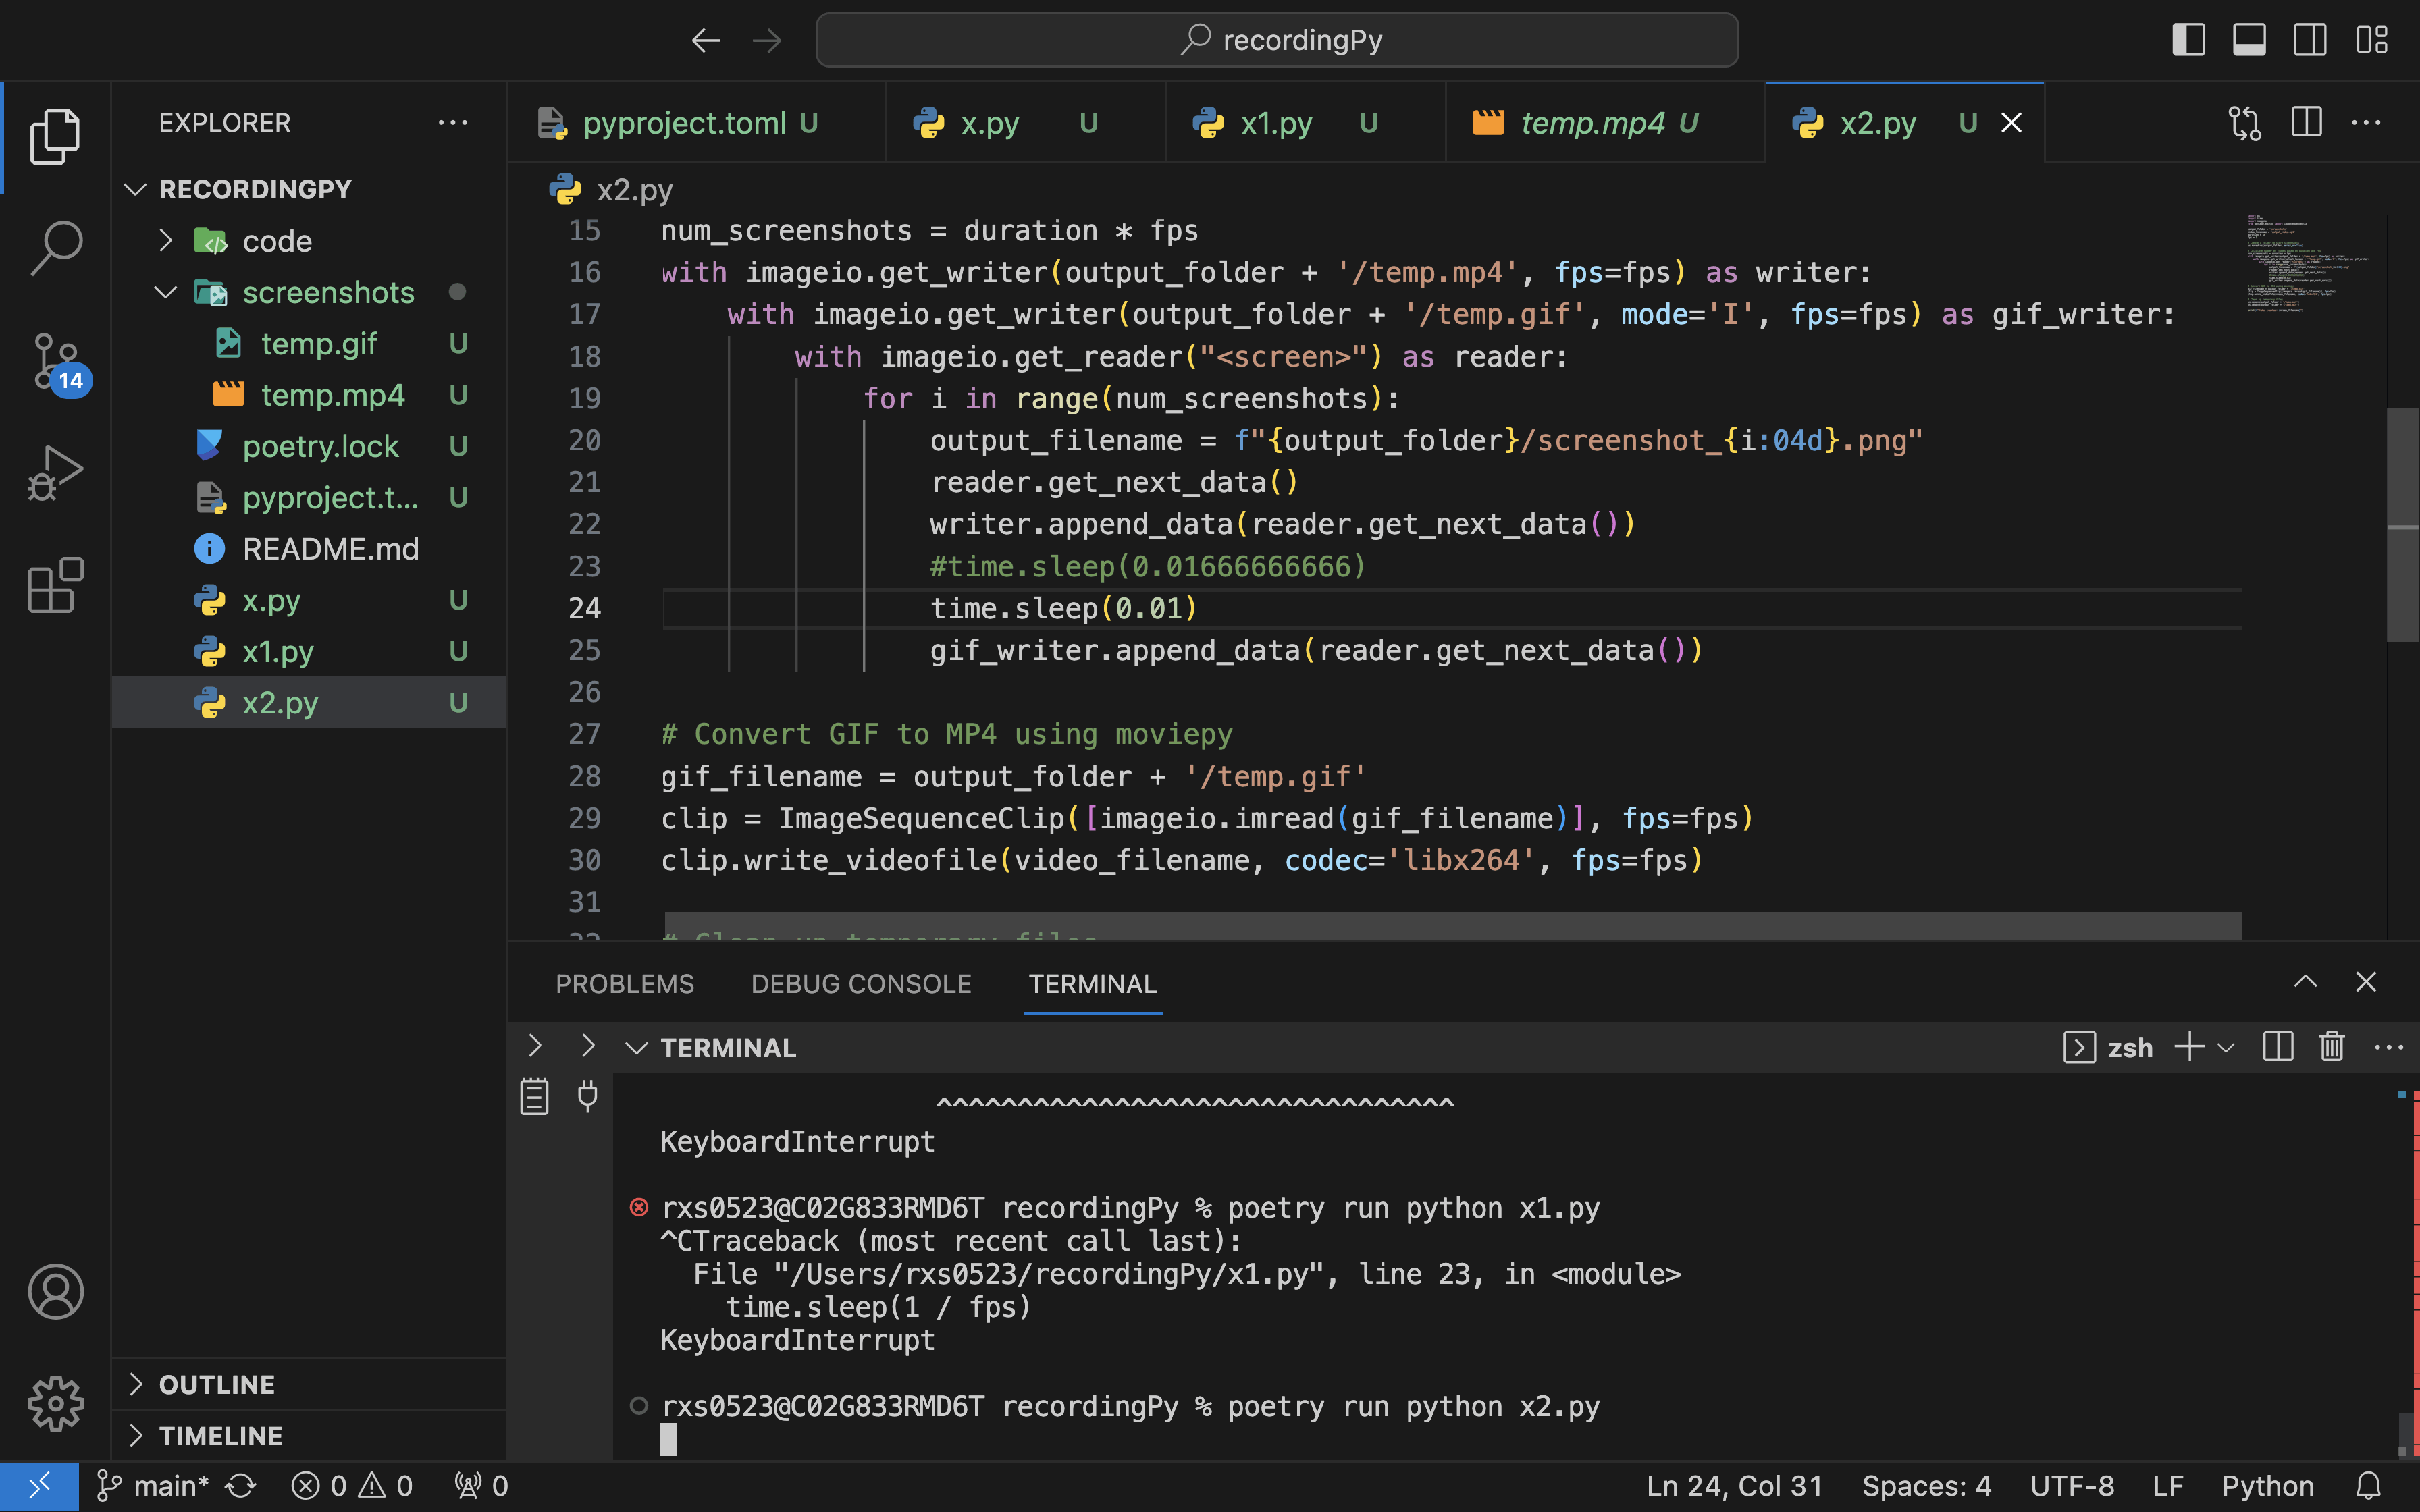 recordingPy
EXPLORER
RECORDINGPY
code
screenshots
temp.gif U
temp.mp4 U
poetry.lock U
pyproject.t... U
README.md
x.py U
x1.py U
x2.py U
OUTLINE
TIMELINE
14
pyproject.toml U
x.py U
x1.py U
temp.mp4 U
x2.py U
x2.py
15 num_screenshots = duration * fps
16 with imageio.get_writer(output_folder + '/temp.mp4', fps=fps) as writer:
17 with imageio.get_writer(output_folder + '/temp.gif', mode='I', fps=fps) as gif_writer:
18 with imageio.get_reader("<screen>") as reader:
19 for i in range(num_screenshots):
20 output_filename = f"{output_folder}/screenshot_{i:04d}.png"
21 reader.get_next_data()
22 writer.append_data(reader.get_next_data())
23 #time.sleep(0.01666666666)
24 time.sleep(0.01)
25 gif_writer.append_data(reader.get_next_data())
26
27 # Convert GIF to MP4 using moviepy
28 gif_filename = output_folder + '/temp.gif'
29 clip = ImageSequenceClip([imageio.imread(gif_filename)], fps=fps)
30 clip.write_videofile(video_filename, codec='libx264', fps=fps)
31
32 # Clean up temporary files
PROBLEMS DEBUG CONSOLE TERMINAL
TERMINAL
zsh
^^^^^^^^^^^^^^^^^^^^^^^^^^^^^^^
KeyboardInterrupt
rxs0523@C02G833RMD6T recordingPy % poetry run python x1.py
^CTraceback (most recent call last):
File "/Users/rxs0523/recordingPy/x1.py", line 23, in <module>
time.sleep(1 / fps)
KeyboardInterrupt
rxs0523@C02G833RMD6T recordingPy % poetry run python x2.py
main* 0 0 0
Ln 24, Col 31 Spaces: 4 UTF-8 LF Python